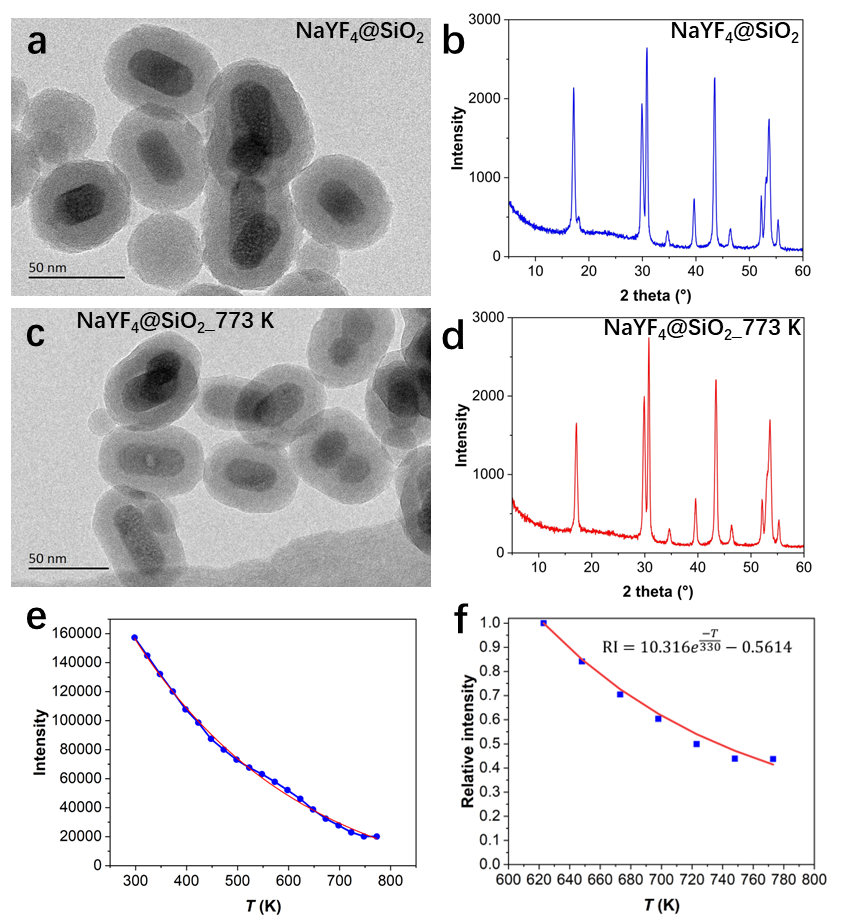 a
NaYF₄@SiO₂
50 nm
b
NaYF₄@SiO₂
3000
2000
1000
0
Intensity
10 20 30 40 50 60
2 theta (°)
c
NaYF₄@SiO₂_773 K
50 nm
d
NaYF₄@SiO₂_773 K
3000
2000
1000
0
Intensity
10 20 30 40 50 60
2 theta (°)
e
160000
140000
120000
100000
80000
60000
40000
20000
0
Intensity
300 400 500 600 700 800
T (K)
f
RI = 10.316e^(−T/330) − 0.5614
1.0
0.9
0.8
0.7
0.6
0.5
0.4
0.3
0.2
0.1
0.0
Relative intensity
600 620 640 660 680 700 720 740 760 780 800
T (K)